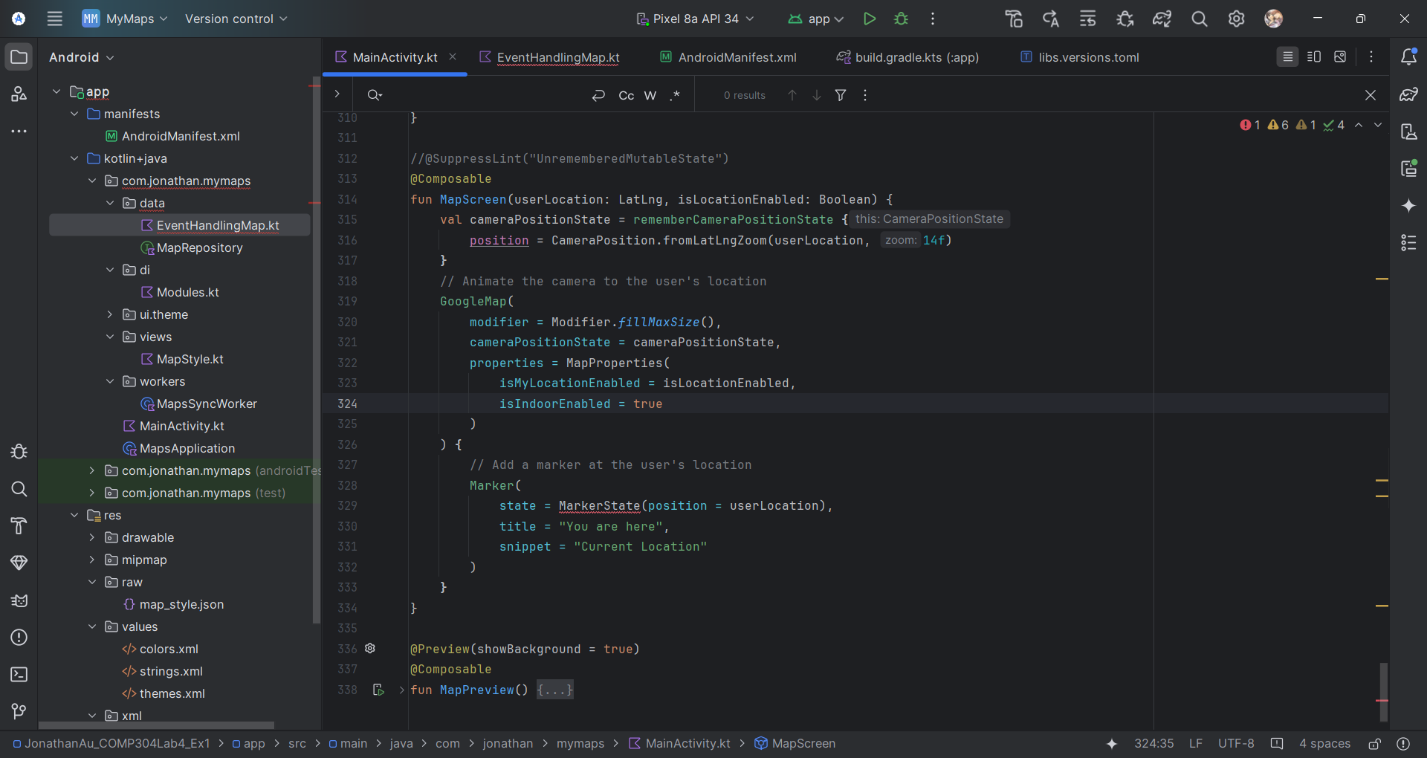 MM MyMaps Version control Pixel 8a API 34 app
Android
MainActivity.kt EventHandlingMap.kt AndroidManifest.xml build.gradle.kts (:app) libs.versions.toml
Cc W .* 0 results
1 6 1 4
app
manifests
AndroidManifest.xml
kotlin+java
com.jonathan.mymaps
data
EventHandlingMap.kt
MapRepository
di
Modules.kt
ui.theme
views
MapStyle.kt
workers
MapsSyncWorker
MainActivity.kt
MapsApplication
com.jonathan.mymaps (androidTes
com.jonathan.mymaps (test)
res
drawable
mipmap
raw
map_style.json
values
colors.xml
strings.xml
themes.xml
xml
310 }
311
312 //@SuppressLint("UnrememberedMutableState")
313 @Composable
314 fun MapScreen(userLocation: LatLng, isLocationEnabled: Boolean) {
315 val cameraPositionState = rememberCameraPositionState { this: CameraPositionState
316 position = CameraPosition.fromLatLngZoom(userLocation, zoom: 14f)
317 }
318 // Animate the camera to the user's location
319 GoogleMap(
320 modifier = Modifier.fillMaxSize(),
321 cameraPositionState = cameraPositionState,
322 properties = MapProperties(
323 isMyLocationEnabled = isLocationEnabled,
324 isIndoorEnabled = true
325 )
326 ) {
327 // Add a marker at the user's location
328 Marker(
329 state = MarkerState(position = userLocation),
330 title = "You are here",
331 snippet = "Current Location"
332 )
333 }
334 }
335
336 @Preview(showBackground = true)
337 @Composable
338 fun MapPreview() {...}
JonathanAu_COMP304Lab4_Ex1 > app > src > main > java > com > jonathan > mymaps > MainActivity.kt > MapScreen 324:35 LF UTF-8 4 spaces